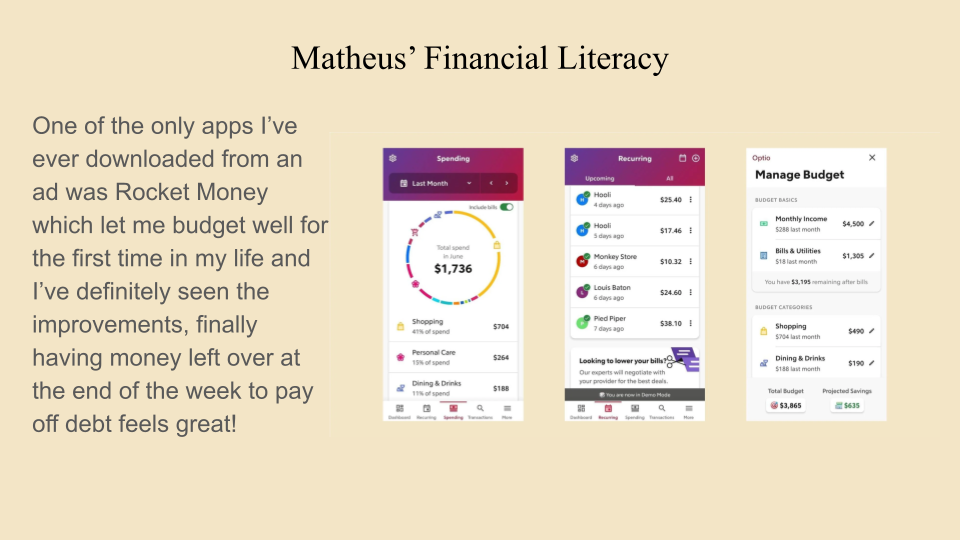 Matheus’ Financial Literacy
One of the only apps I’ve
ever downloaded from an
ad was Rocket Money
which let me budget well for
the first time in my life and
I’ve definitely seen the
improvements, finally
having money left over at
the end of the week to pay
off debt feels great!
Spending
Last Month
Include bills
Total spend
in June
$1,736
Shopping
41% of spend
$704
Personal Care
15% of spend
$264
Dining & Drinks
11% of spend
$188
Dashboard Recurring Spending Transactions More
Recurring
Upcoming All
Hooli
4 days ago
$25.40
Hooli
5 days ago
$17.46
Monkey Store
6 days ago
$10.32
Louis Baton
6 days ago
$24.60
Pied Piper
7 days ago
$38.10
Looking to lower your bills?
Our experts will negotiate with
your provider for the best deals.
You are now in Demo Mode
Dashboard Recurring Spending Transactions More
Optio
Manage Budget
BUDGET BASICS
Monthly Income
$288 last month
$4,500
Bills & Utilities
$18 last month
$1,305
You have $3,195 remaining after bills
BUDGET CATEGORIES
Shopping
$704 last month
$490
Dining & Drinks
$188 last month
$190
Total Budget
$3,865
Projected Savings
$635